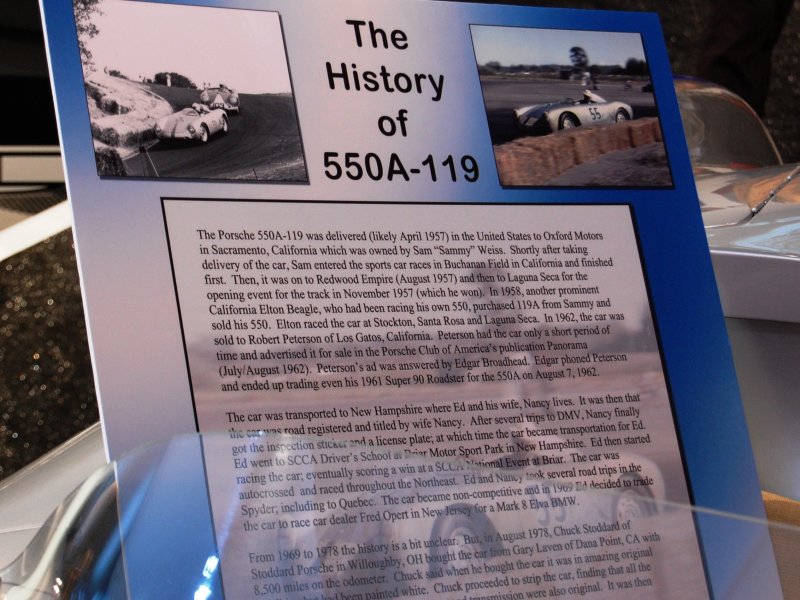 The
History
of
550A-119
55
The Porsche 550A-119 was delivered (likely April 1957) in the United States to Oxford Motors
in Sacramento, California which was owned by Sam "Sammy" Weiss. Shortly after taking
delivery of the car, Sam entered the sports car races in Buchanan Field in California and finished
first. Then, it was on to Redwood Empire (August 1957) and then to Laguna Seca for the
opening event for the track in November 1957 (which he won). In 1958, another prominent
California Elton Beagle, who had been racing his own 550, purchased 119A from Sammy and
sold his 550. Elton raced the car at Stockton, Santa Rosa and Laguna Seca. In 1962, the car was
sold to Robert Peterson of Los Gatos, California. Peterson had the car only a short period of
time and advertised it for sale in the Porsche Club of America's publication Panorama
(July/August 1962). Peterson's ad was answered by Edgar Broadhead. Edgar phoned Peterson
and ended up trading even his 1961 Super 90 Roadster for the 550A on August 7, 1962.
The car was transported to New Hampshire where Ed and his wife, Nancy lives. It was then that
the car was road registered and titled by wife Nancy. After several trips to DMV, Nancy finally
got the inspection sticker and a license plate; at which time the car became transportation for Ed.
Ed went to SCCA Driver's School at Briar Motor Sport Park in New Hampshire. Ed then started
racing the car; eventually scoring a win at a SCCA National Event at Briar. The car was
autocrossed and raced throughout the Northeast. Ed and Nancy took several road trips in the
Spyder; including to Quebec. The car became non-competitive and in 1969 Ed decided to trade
the car to race car dealer Fred Opert in New Jersey for a Mark 8 Elva BMW.
From 1969 to 1978 the history is a bit unclear. But, in August 1978, Chuck Stoddard of
Stoddard Porsche in Willoughby, OH bought the car from Gary Laven of Dana Point, CA with
8,500 miles on the odometer. Chuck said when he bought the car it was in amazing original
had been painted white. Chuck proceeded to strip the car, finding that all the
transmission were also original. It was then